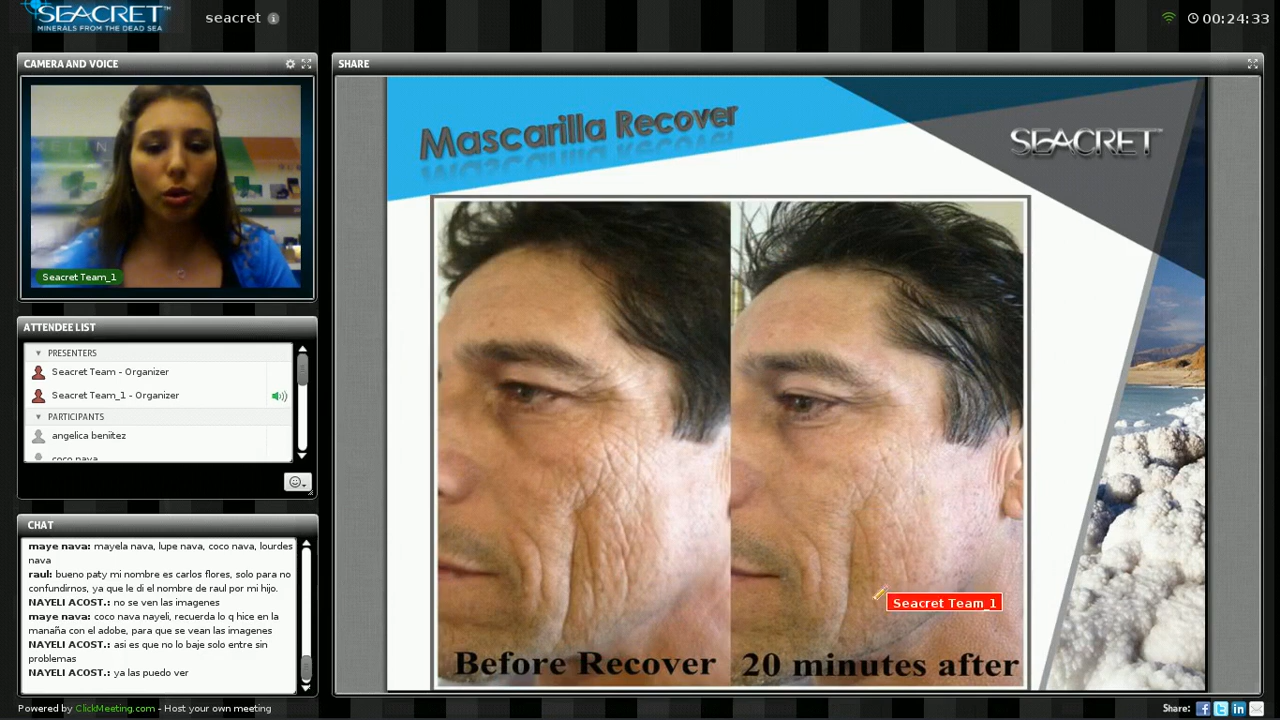 SEACRET™
MINERALS FROM THE DEAD SEA
seacret
00:24:33
CAMERA AND VOICE
Seacret Team_1
ATTENDEE LIST
PRESENTERS
Seacret Team - Organizer
Seacret Team_1 - Organizer
PARTICIPANTS
angelica beniitez
coco nava
CHAT
maye nava: mayela nava, lupe nava, coco nava, lourdes
nava
raul: bueno paty mi nombre es carlos flores, solo para no
confundirnos, ya que le di el nombre de raul por mi hijo.
NAYELI ACOST.: no se ven las imagenes
maye nava: coco nava nayeli, recuerda lo q hice en la
manaña con el adobe, para que se vean las imagenes
NAYELI ACOST.: asi es que no lo baje solo entre sin
problemas
NAYELI ACOST.: ya las puedo ver
SHARE
Mascarilla Recover
SEACRET™
Seacret Team_1
Before Recover
20 minutes after
Powered by ClickMeeting.com - Host your own meeting
Share: